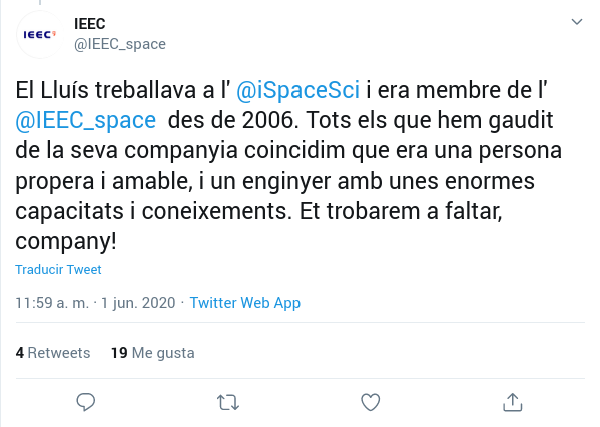 IEEC
IEEC
@IEEC_space
El Lluís treballava a l' @iSpaceSci i era membre de l'
@IEEC_space des de 2006. Tots els que hem gaudit
de la seva companyia coincidim que era una persona
propera i amable, i un enginyer amb unes enormes
capacitats i coneixements. Et trobarem a faltar,
company!
Traducir Tweet
11:59 a. m. · 1 jun. 2020 · Twitter Web App
4 Retweets 19 Me gusta